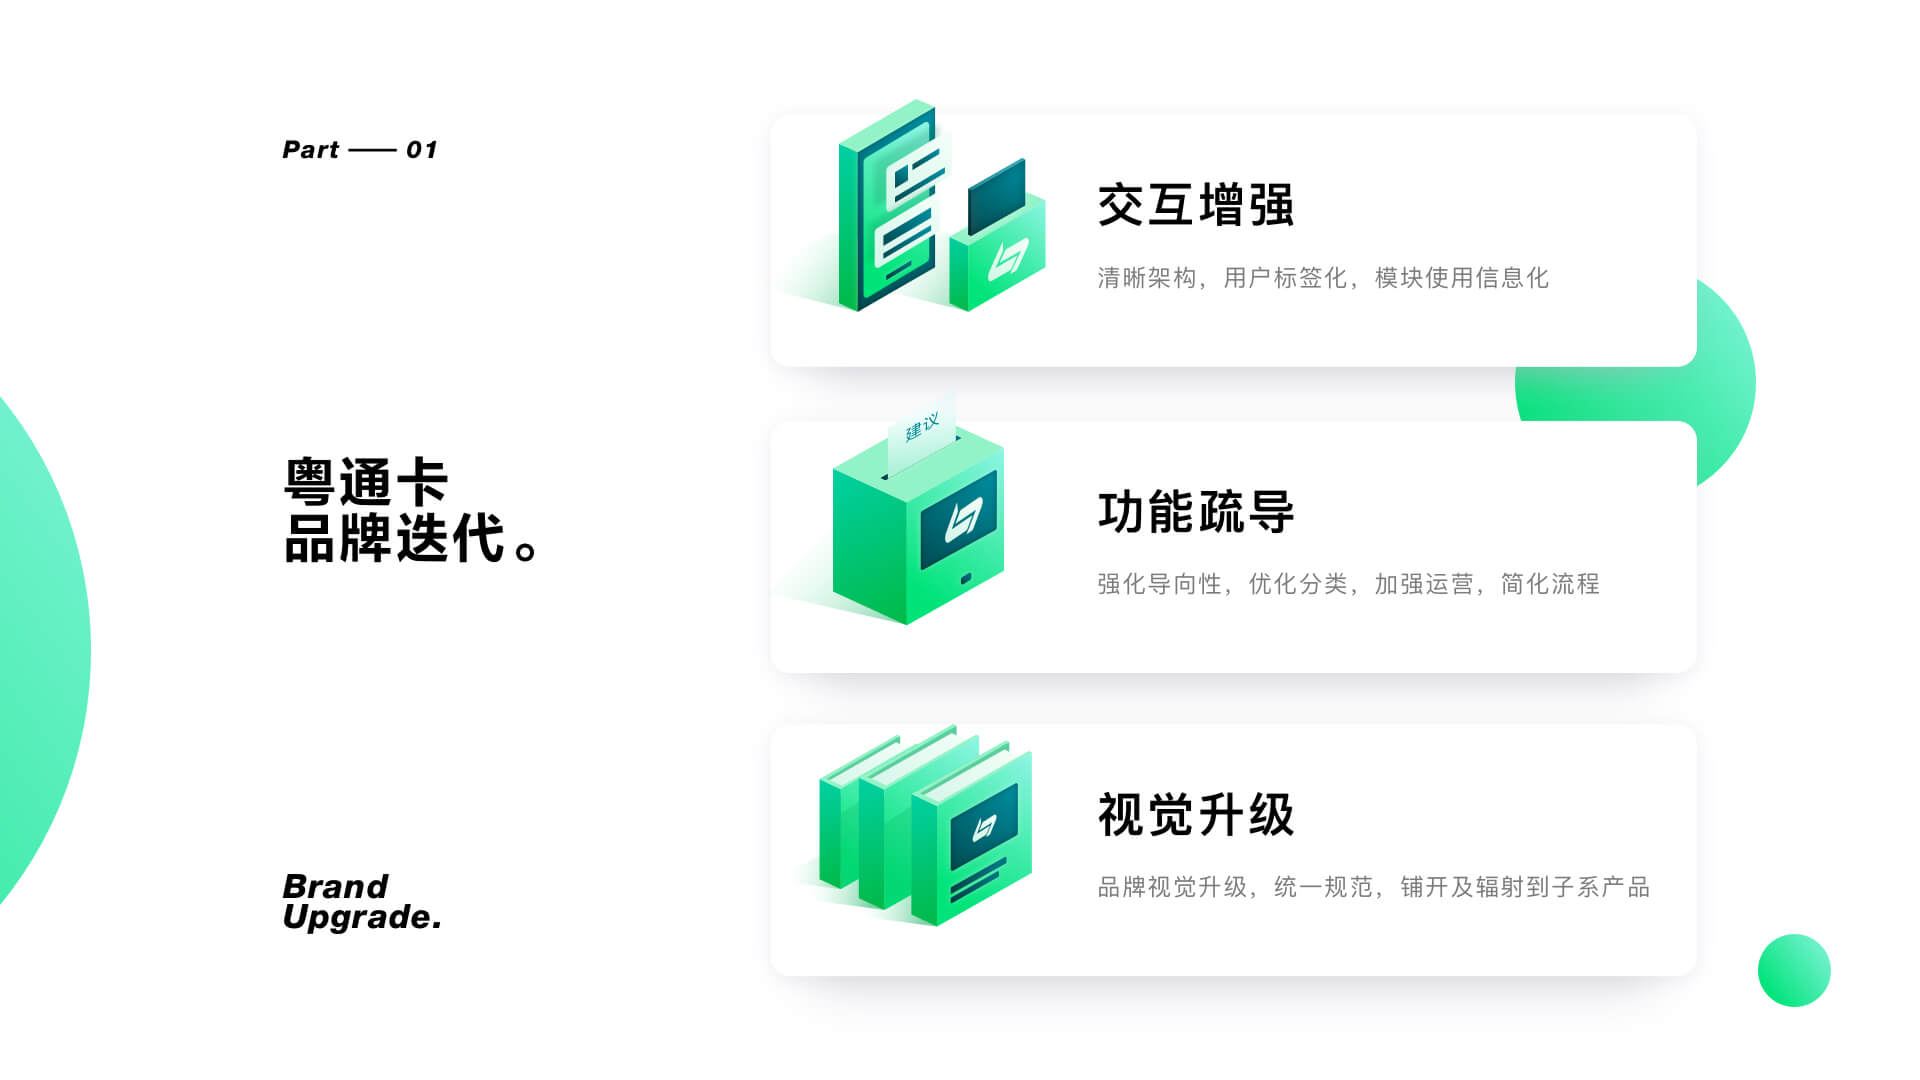 Part —— 01
粤通卡
品牌迭代。
Brand
Upgrade.
交互增强
清晰架构，用户标签化，模块使用信息化
建议
功能疏导
强化导向性，优化分类，加强运营，简化流程
视觉升级
品牌视觉升级，统一规范，铺开及辐射到子系产品